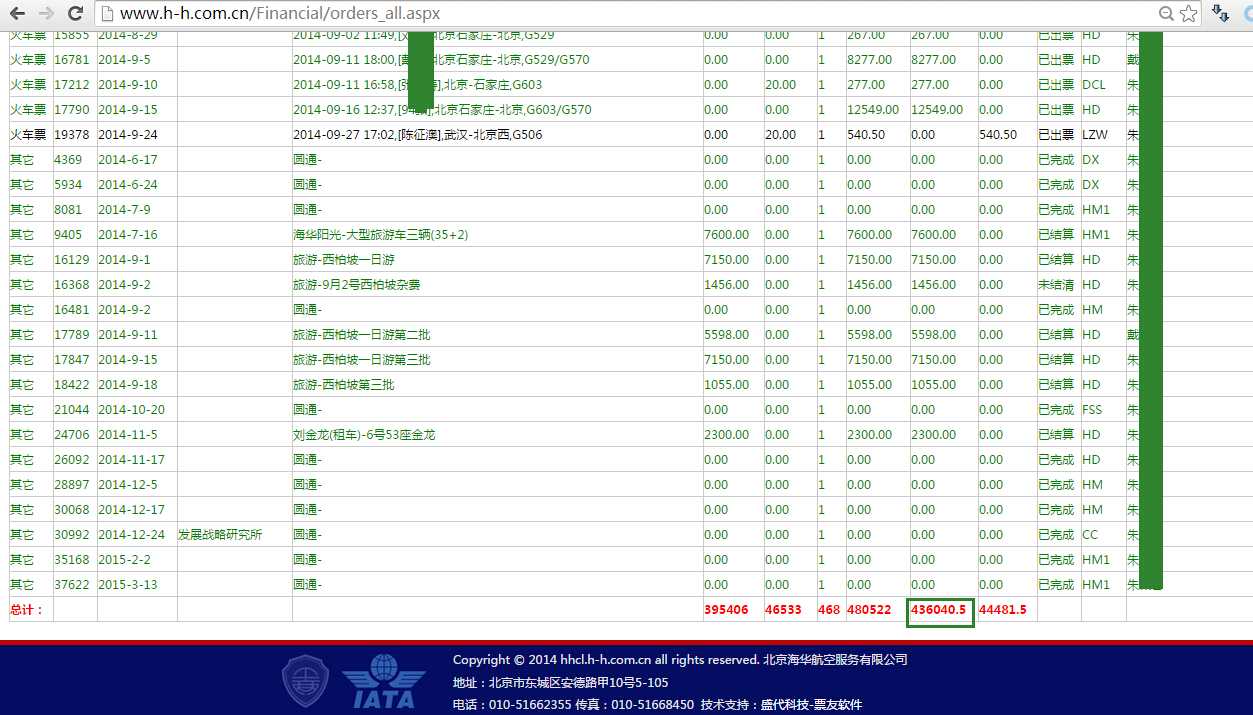 www.h-h.com.cn/Financial/orders_all.aspx
火车票 15855 2014-8-29 2014-09-02 11:49,[ 北京石家庄-北京,G529 0.00 0.00 1 267.00 267.00 0.00 已出票 HD 朱
火车票 16781 2014-9-5 2014-09-11 18:00,[ 北京石家庄-北京,G529/G570 0.00 0.00 1 8277.00 8277.00 0.00 已出票 HD 戴
火车票 17212 2014-9-10 2014-09-11 16:58,[张 ],北京-石家庄,G603 0.00 20.00 1 277.00 277.00 0.00 已出票 DCL 朱
火车票 17790 2014-9-15 2014-09-16 12:37,[94 ],北京石家庄-北京,G603/G570 0.00 0.00 1 12549.00 12549.00 0.00 已出票 HD 朱
火车票 19378 2014-9-24 2014-09-27 17:02,[陈征澳],武汉-北京西,G506 0.00 20.00 1 540.50 0.00 540.50 已出票 LZW 朱
其它 4369 2014-6-17 圆通- 0.00 0.00 1 0.00 0.00 0.00 已完成 DX 朱
其它 5934 2014-6-24 圆通- 0.00 0.00 1 0.00 0.00 0.00 已完成 DX 朱
其它 8081 2014-7-9 圆通- 0.00 0.00 1 0.00 0.00 0.00 已完成 HM1 朱
其它 9405 2014-7-16 海华阳光-大型旅游车三辆(35+2) 7600.00 0.00 1 7600.00 7600.00 0.00 已结算 HM1 朱
其它 16129 2014-9-1 旅游-西柏坡一日游 7150.00 0.00 1 7150.00 7150.00 0.00 已结算 HD 朱
其它 16368 2014-9-2 旅游-9月2号西柏坡杂费 1456.00 0.00 1 1456.00 1456.00 0.00 未结清 HD 朱
其它 16481 2014-9-2 圆通- 0.00 0.00 1 0.00 0.00 0.00 已完成 HM 朱
其它 17789 2014-9-11 旅游-西柏坡一日游第二批 5598.00 0.00 1 5598.00 5598.00 0.00 已结算 HD 戴
其它 17847 2014-9-15 旅游-西柏坡一日游第三批 7150.00 0.00 1 7150.00 7150.00 0.00 已结算 HD 朱
其它 18422 2014-9-18 旅游-西柏坡第三批 1055.00 0.00 1 1055.00 1055.00 0.00 已结算 HD 朱
其它 21044 2014-10-20 圆通- 0.00 0.00 1 0.00 0.00 0.00 已完成 FSS 朱
其它 24706 2014-11-5 刘金龙(租车)-6号53座金龙 2300.00 0.00 1 2300.00 2300.00 0.00 已结算 HD 朱
其它 26092 2014-11-17 圆通- 0.00 0.00 1 0.00 0.00 0.00 已完成 HD 朱
其它 28897 2014-12-5 圆通- 0.00 0.00 1 0.00 0.00 0.00 已完成 HM 朱
其它 30068 2014-12-17 圆通- 0.00 0.00 1 0.00 0.00 0.00 已完成 HM 朱
其它 30992 2014-12-24 发展战略研究所 圆通- 0.00 0.00 1 0.00 0.00 0.00 已完成 CC 朱
其它 35168 2015-2-2 圆通- 0.00 0.00 1 0.00 0.00 0.00 已完成 HM1 朱
其它 37622 2015-3-13 圆通- 0.00 0.00 1 0.00 0.00 0.00 已完成 HM1 朱
总计： 395406 46533 468 480522 436040.5 44481.5
IATA
Copyright © 2014 hhcl.h-h.com.cn all rights reserved. 北京海华航空服务有限公司
地址：北京市东城区安德路甲10号5-105
电话：010-51662355 传真：010-51668450 技术支持：盛代科技-票友软件